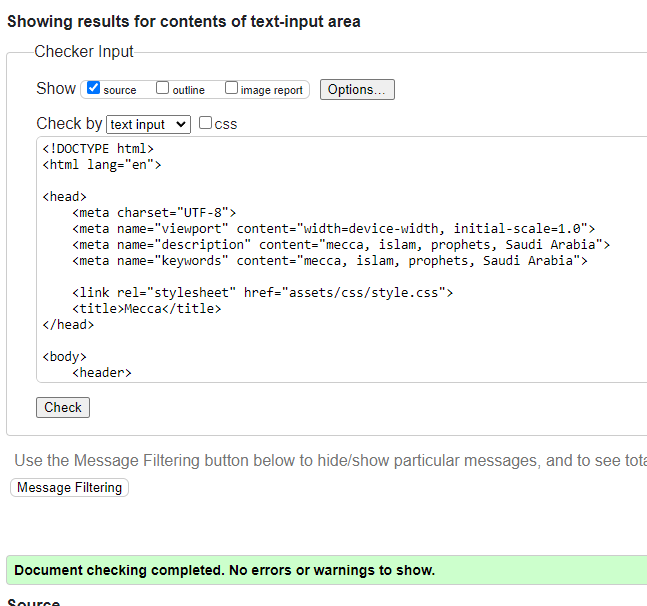 Showing results for contents of text-input area
Checker Input
Show source outline image report Options...
Check by text input css
<!DOCTYPE html>
<html lang="en">
<head>
<meta charset="UTF-8">
<meta name="viewport" content="width=device-width, initial-scale=1.0">
<meta name="description" content="mecca, islam, prophets, Saudi Arabia">
<meta name="keywords" content="mecca, islam, prophets, Saudi Arabia">
<link rel="stylesheet" href="assets/css/style.css">
<title>Mecca</title>
</head>
<body>
<header>
Check
Use the Message Filtering button below to hide/show particular messages, and to see tota
Message Filtering
Document checking completed. No errors or warnings to show.
Source